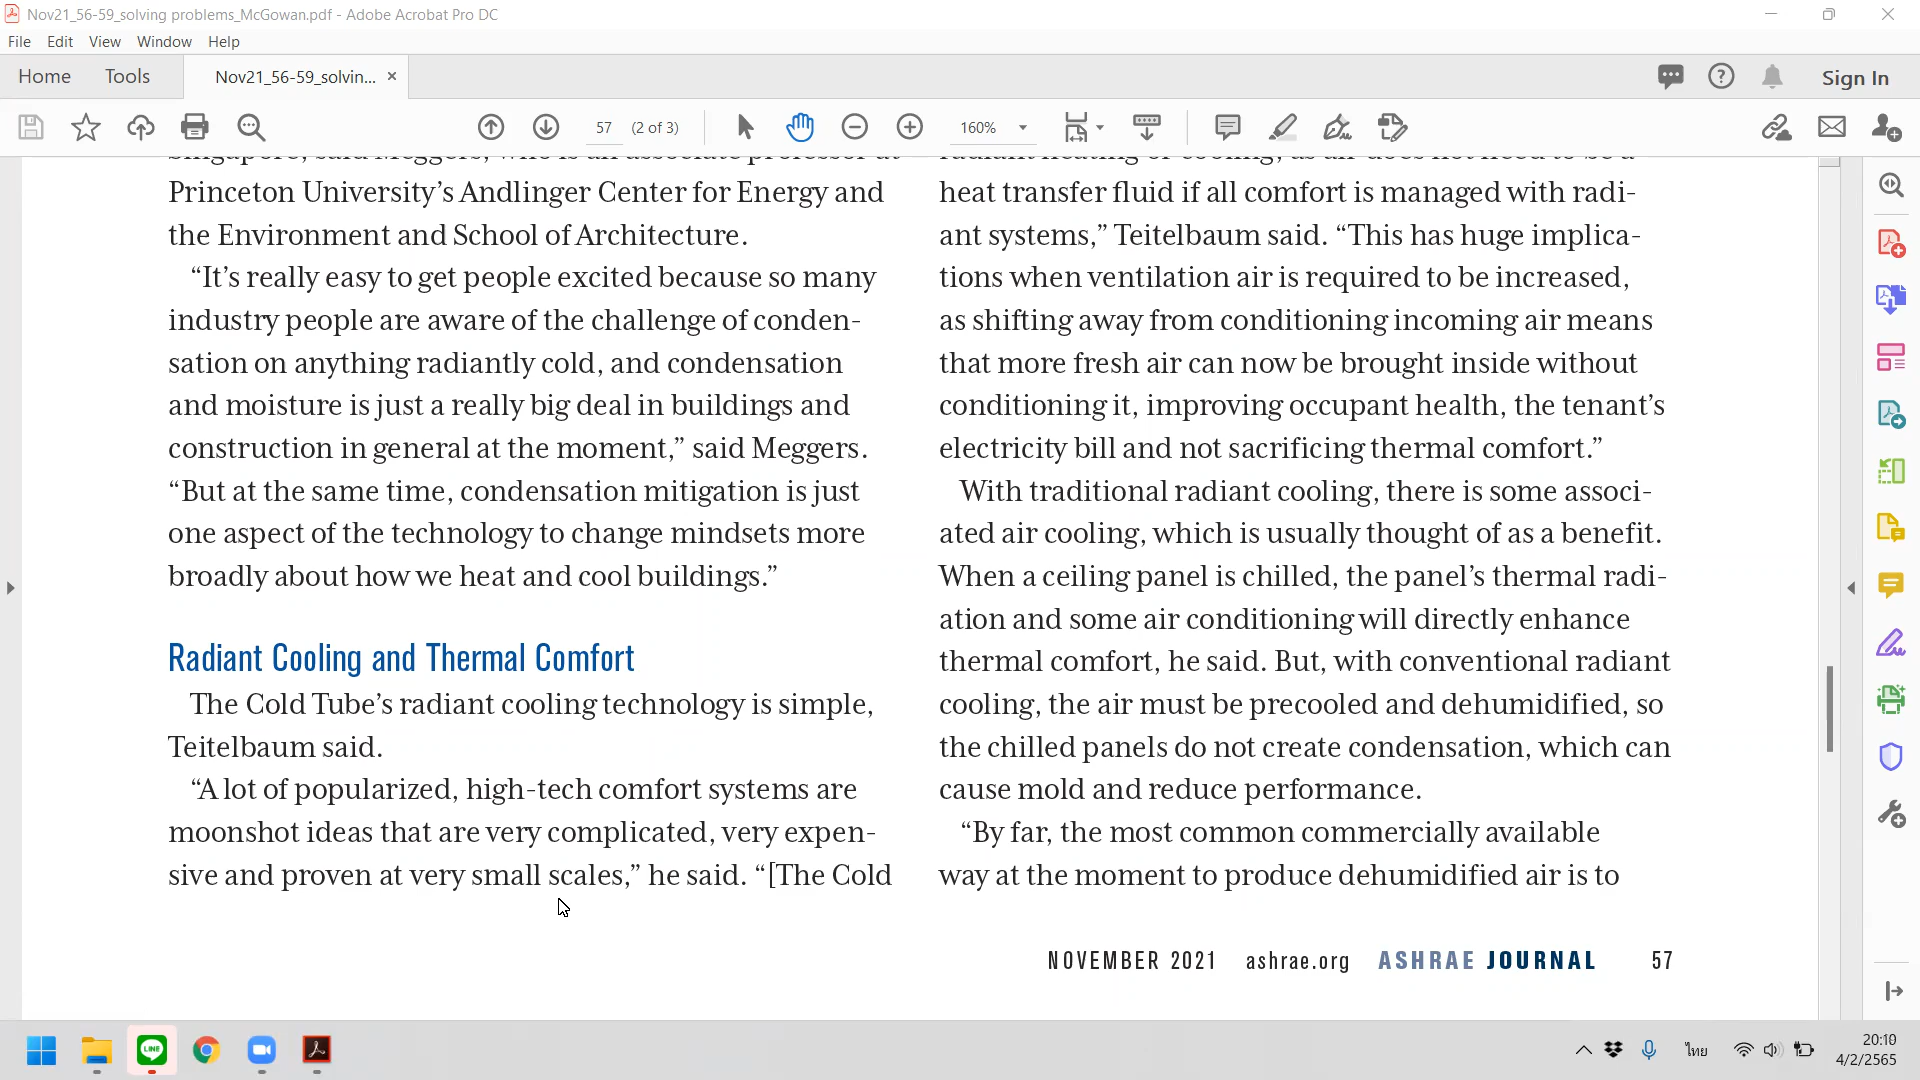 Nov21_56-59_solving problems_McGowan.pdf - Adobe Acrobat Pro DC
File Edit View Window Help
Home Tools Nov21_56-59_solvin... ×
Sign In
57 (2 of 3) 160%
Princeton University’s Andlinger Center for Energy and
the Environment and School of Architecture.
“It’s really easy to get people excited because so many
industry people are aware of the challenge of conden-
sation on anything radiantly cold, and condensation
and moisture is just a really big deal in buildings and
construction in general at the moment,” said Meggers.
“But at the same time, condensation mitigation is just
one aspect of the technology to change mindsets more
broadly about how we heat and cool buildings.”
Radiant Cooling and Thermal Comfort
The Cold Tube’s radiant cooling technology is simple,
Teitelbaum said.
“A lot of popularized, high-tech comfort systems are
moonshot ideas that are very complicated, very expen-
sive and proven at very small scales,” he said. “[The Cold
heat transfer fluid if all comfort is managed with radi-
ant systems,” Teitelbaum said. “This has huge implica-
tions when ventilation air is required to be increased,
as shifting away from conditioning incoming air means
that more fresh air can now be brought inside without
conditioning it, improving occupant health, the tenant’s
electricity bill and not sacrificing thermal comfort.”
With traditional radiant cooling, there is some associ-
ated air cooling, which is usually thought of as a benefit.
When a ceiling panel is chilled, the panel’s thermal radi-
ation and some air conditioning will directly enhance
thermal comfort, he said. But, with conventional radiant
cooling, the air must be precooled and dehumidified, so
the chilled panels do not create condensation, which can
cause mold and reduce performance.
“By far, the most common commercially available
way at the moment to produce dehumidified air is to
NOVEMBER 2021 ashrae.org ASHRAE JOURNAL 57
LINE
ไทย
20:10
4/2/2565